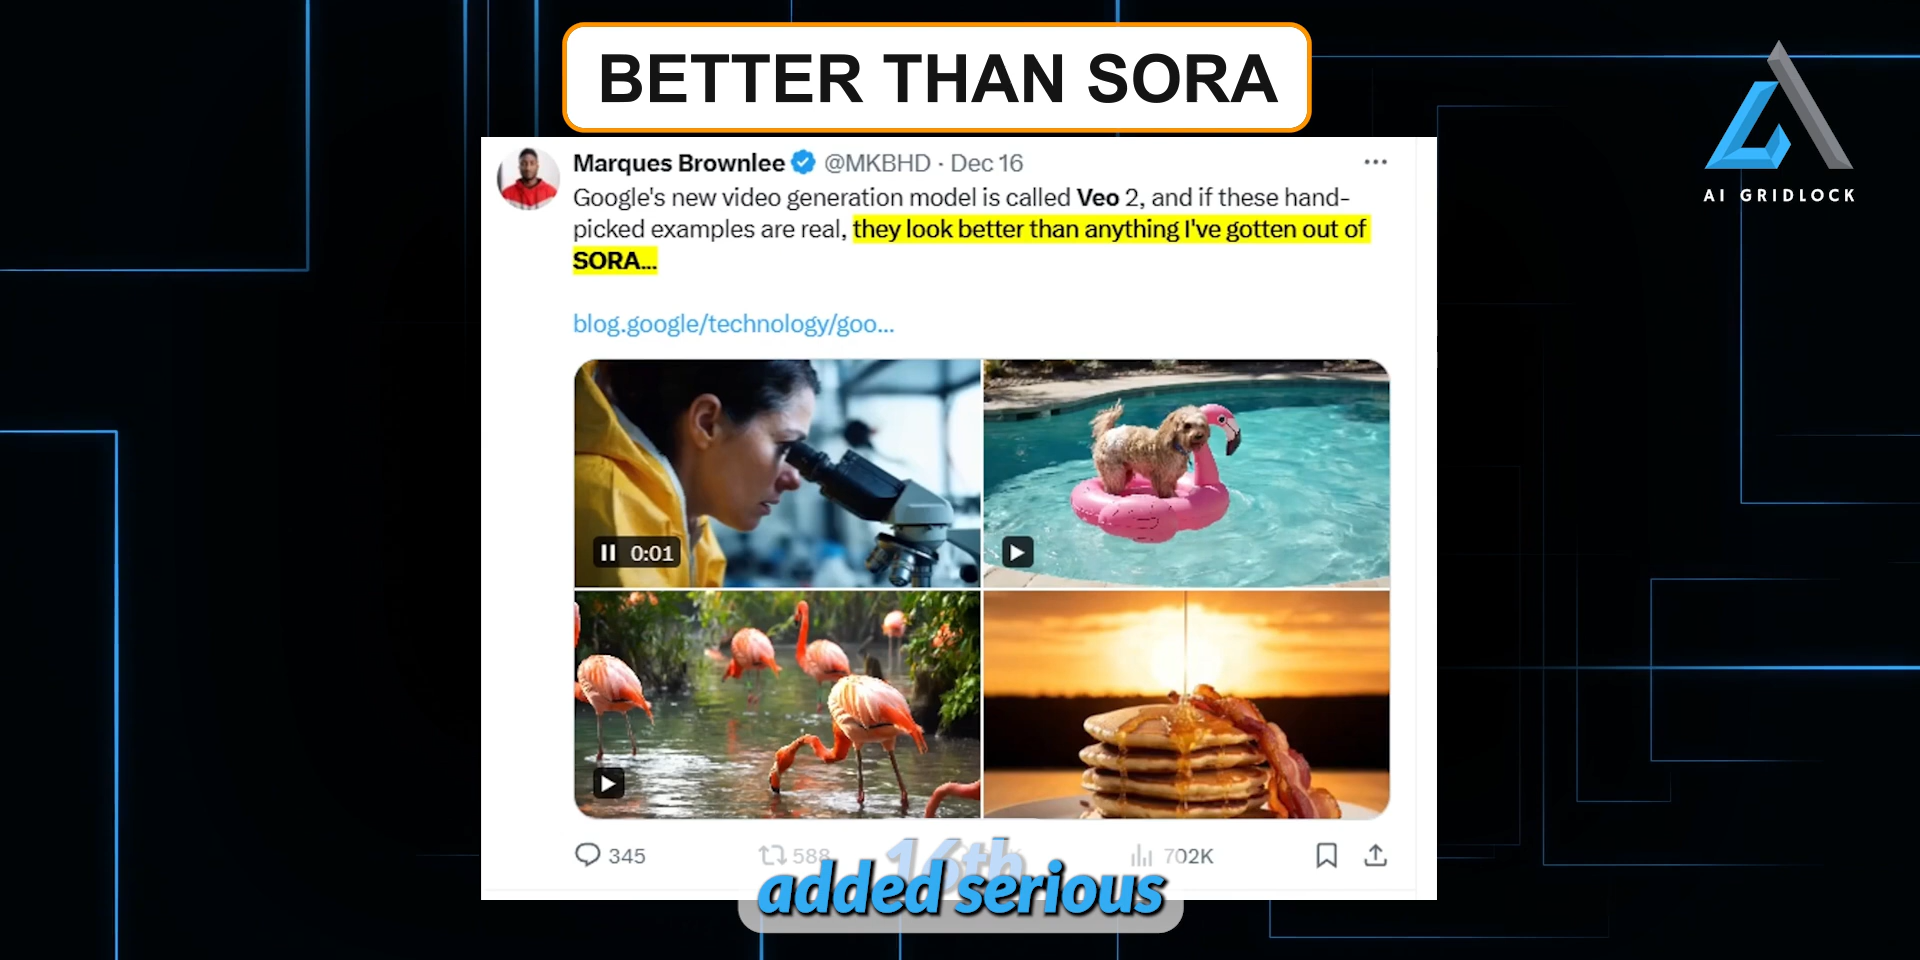 BETTER THAN SORA
AI GRIDLOCK
Marques Brownlee @MKBHD · Dec 16
Google's new video generation model is called Veo 2, and if these hand-
picked examples are real, they look better than anything I've gotten out of
SORA...
blog.google/technology/goo...
0:01
345 588 702K
16th
added serious